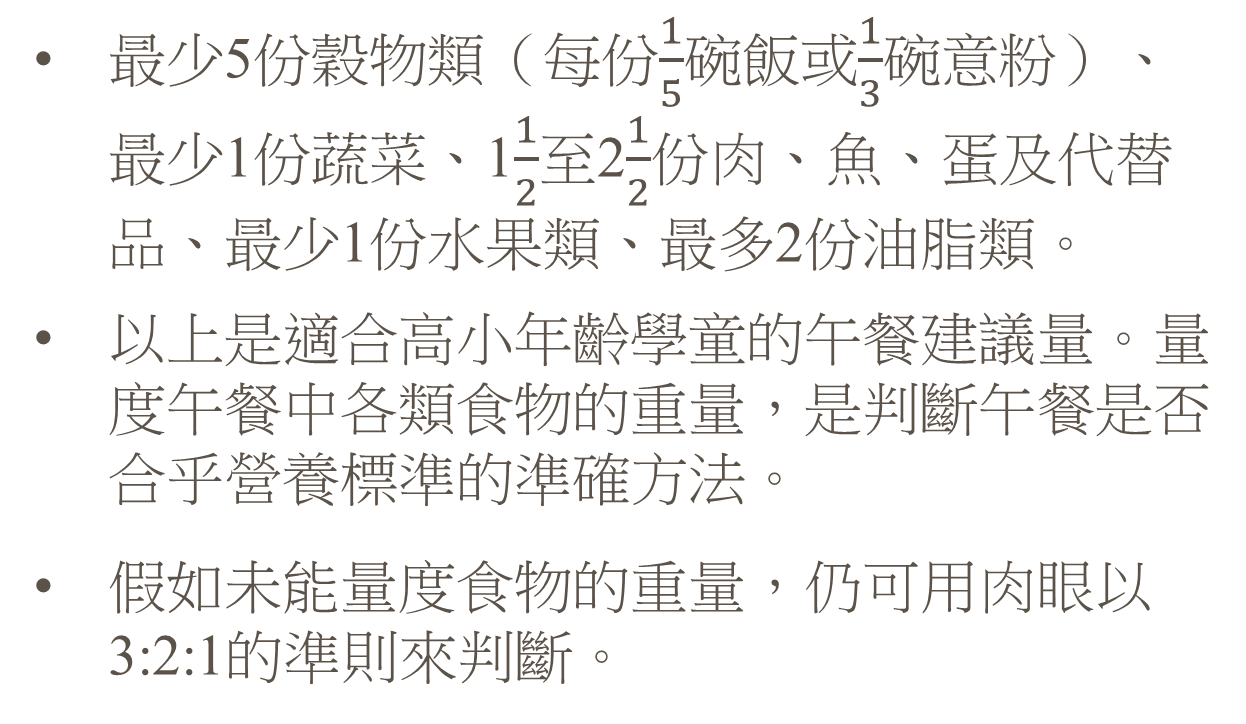 • 最少5份穀物類（每份1/5碗飯或1/3碗意粉）、
最少1份蔬菜、1 1/2至2 1/2份肉、魚、蛋及代替
品、最少1份水果類、最多2份油脂類。
• 以上是適合高小年齡學童的午餐建議量。量
度午餐中各類食物的重量，是判斷午餐是否
合乎營養標準的準確方法。
• 假如未能量度食物的重量，仍可用肉眼以
3:2:1的準則來判斷。